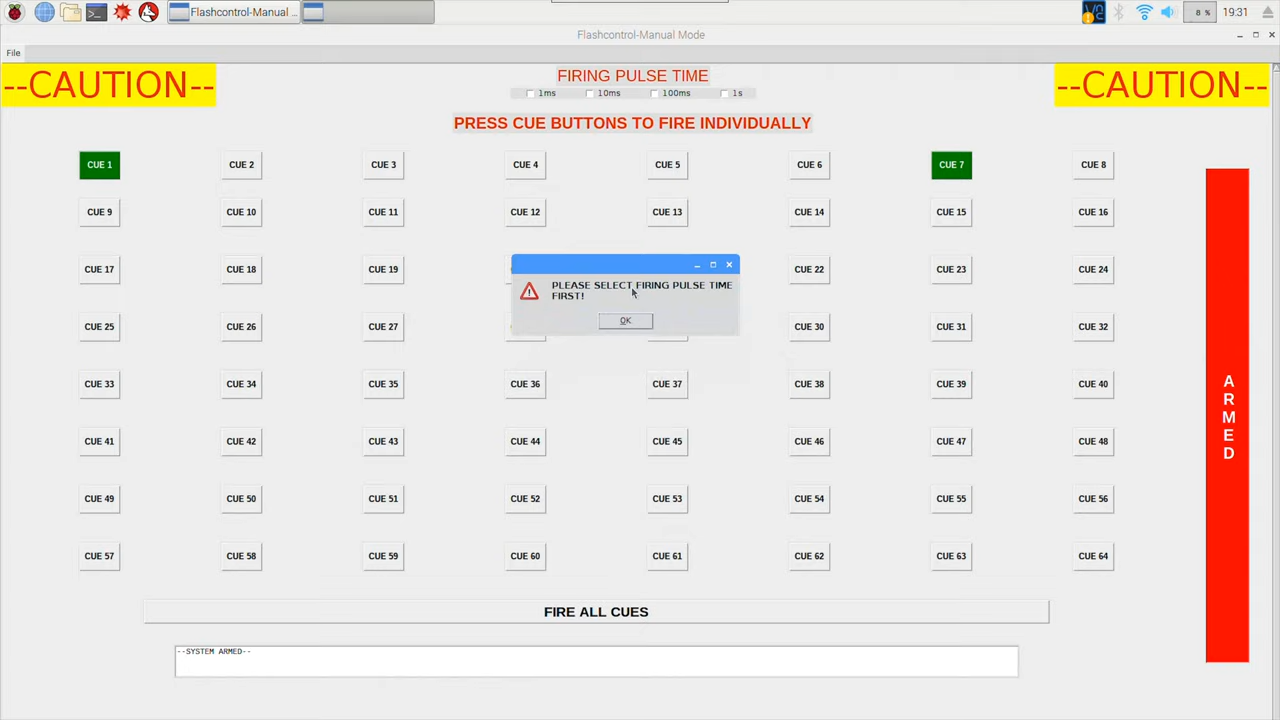 Flashcontrol-Manual ...
8 %
19:31
Flashcontrol-Manual Mode
File
--CAUTION--
FIRING PULSE TIME
--CAUTION--
1ms 10ms 100ms 1s
PRESS CUE BUTTONS TO FIRE INDIVIDUALLY
CUE 1 CUE 2 CUE 3 CUE 4 CUE 5 CUE 6 CUE 7 CUE 8
CUE 9 CUE 10 CUE 11 CUE 12 CUE 13 CUE 14 CUE 15 CUE 16
CUE 17 CUE 18 CUE 19 CUE 22 CUE 23 CUE 24
PLEASE SELECT FIRING PULSE TIME
FIRST!
OK
CUE 25 CUE 26 CUE 27 CUE 30 CUE 31 CUE 32
CUE 33 CUE 34 CUE 35 CUE 36 CUE 37 CUE 38 CUE 39 CUE 40
CUE 41 CUE 42 CUE 43 CUE 44 CUE 45 CUE 46 CUE 47 CUE 48
CUE 49 CUE 50 CUE 51 CUE 52 CUE 53 CUE 54 CUE 55 CUE 56
CUE 57 CUE 58 CUE 59 CUE 60 CUE 61 CUE 62 CUE 63 CUE 64
A
R
M
E
D
FIRE ALL CUES
--SYSTEM ARMED--